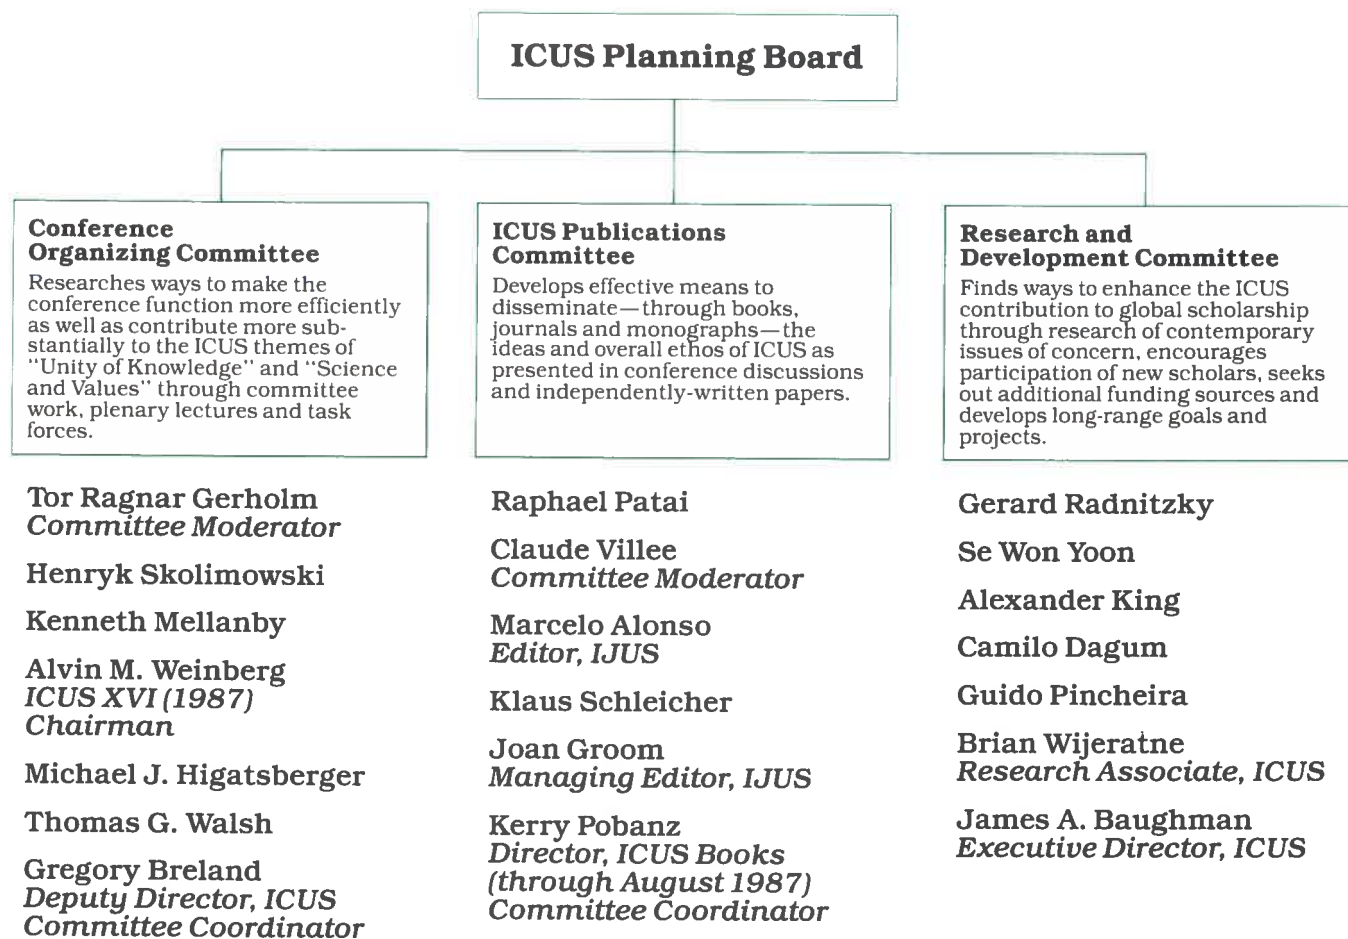 ICUS Planning Board
Conference
Organizing Committee
Researches ways to make the
conference function more efficiently
as well as contribute more sub-
stantially to the ICUS themes of
“Unity of Knowledge” and “Science
and Values” through committee
work, plenary lectures and task
forces.
Tor Ragnar Gerholm
Committee Moderator
Henryk Skolimowski
Kenneth Mellanby
Alvin M. Weinberg
ICUS XVI (1987)
Chairman
Michael J. Higatsberger
Thomas G. Walsh
Gregory Breland
Deputy Director, ICUS
Committee Coordinator
ICUS Publications
Committee
Develops effective means to
disseminate—through books,
journals and monographs—the
ideas and overall ethos of ICUS as
presented in conference discussions
and independently-written papers.
Raphael Patai
Claude Villee
Committee Moderator
Marcelo Alonso
Editor, IJUS
Klaus Schleicher
Joan Groom
Managing Editor, IJUS
Kerry Pobanz
Director, ICUS Books
(through August 1987)
Committee Coordinator
Research and
Development Committee
Finds ways to enhance the ICUS
contribution to global scholarship
through research of contemporary
issues of concern, encourages
participation of new scholars, seeks
out additional funding sources and
develops long-range goals and
projects.
Gerard Radnitzky
Se Won Yoon
Alexander King
Camilo Dagum
Guido Pincheira
Brian Wijeratne
Research Associate, ICUS
James A. Baughman
Executive Director, ICUS